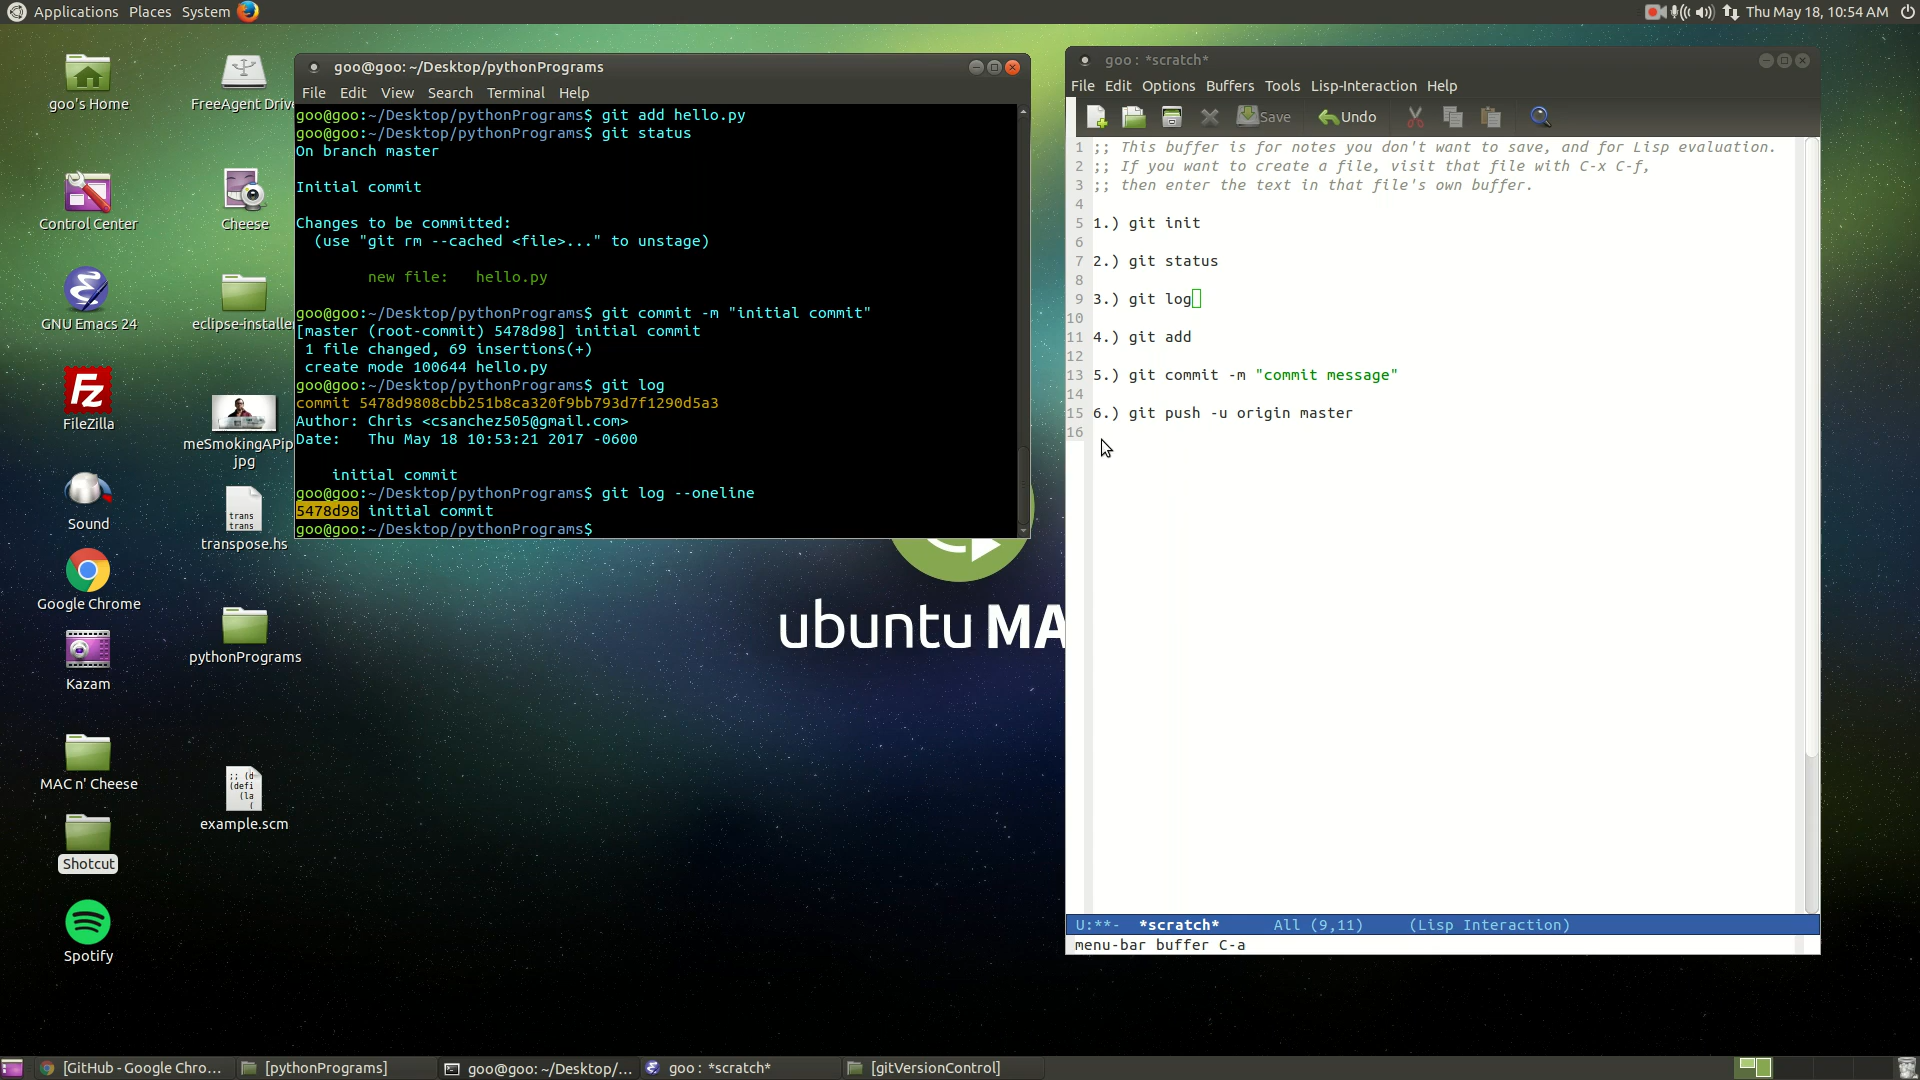 Applications Places System
Thu May 18, 10:54 AM
goo's Home
FreeAgent Drive
Control Center
Cheese
GNU Emacs 24
eclipse-installer
FileZilla
meSmokingAPip
jpg
Sound
trans
trans
transpose.hs
Google Chrome
Kazam
pythonPrograms
MAC n' Cheese
;; (d
(defi
(la
(
example.scm
Shotcut
Spotify
goo@goo: ~/Desktop/pythonPrograms
File Edit View Search Terminal Help
goo@goo:~/Desktop/pythonPrograms$ git add hello.py
goo@goo:~/Desktop/pythonPrograms$ git status
On branch master
Initial commit
Changes to be committed:
(use "git rm --cached <file>..." to unstage)
new file:   hello.py
goo@goo:~/Desktop/pythonPrograms$ git commit -m "initial commit"
[master (root-commit) 5478d98] initial commit
1 file changed, 69 insertions(+)
create mode 100644 hello.py
goo@goo:~/Desktop/pythonPrograms$ git log
commit 5478d9808cbb251b8ca320f9bb793d7f1290d5a3
Author: Chris <csanchez505@gmail.com>
Date:   Thu May 18 10:53:21 2017 -0600
initial commit
goo@goo:~/Desktop/pythonPrograms$ git log --oneline
5478d98 initial commit
goo@goo:~/Desktop/pythonPrograms$
ubuntu MA
goo : *scratch*
File Edit Options Buffers Tools Lisp-Interaction Help
Save Undo
1 ;; This buffer is for notes you don't want to save, and for Lisp evaluation.
2 ;; If you want to create a file, visit that file with C-x C-f,
3 ;; then enter the text in that file's own buffer.
4
5 1.) git init
6
7 2.) git status
8
9 3.) git log
10
11 4.) git add
12
13 5.) git commit -m "commit message"
14
15 6.) git push -u origin master
16
U:**-  *scratch*      All (9,11)     (Lisp Interaction)
menu-bar buffer C-a
[GitHub - Google Chro...
[pythonPrograms]
goo@goo: ~/Desktop/...
goo : *scratch*
[gitVersionControl]